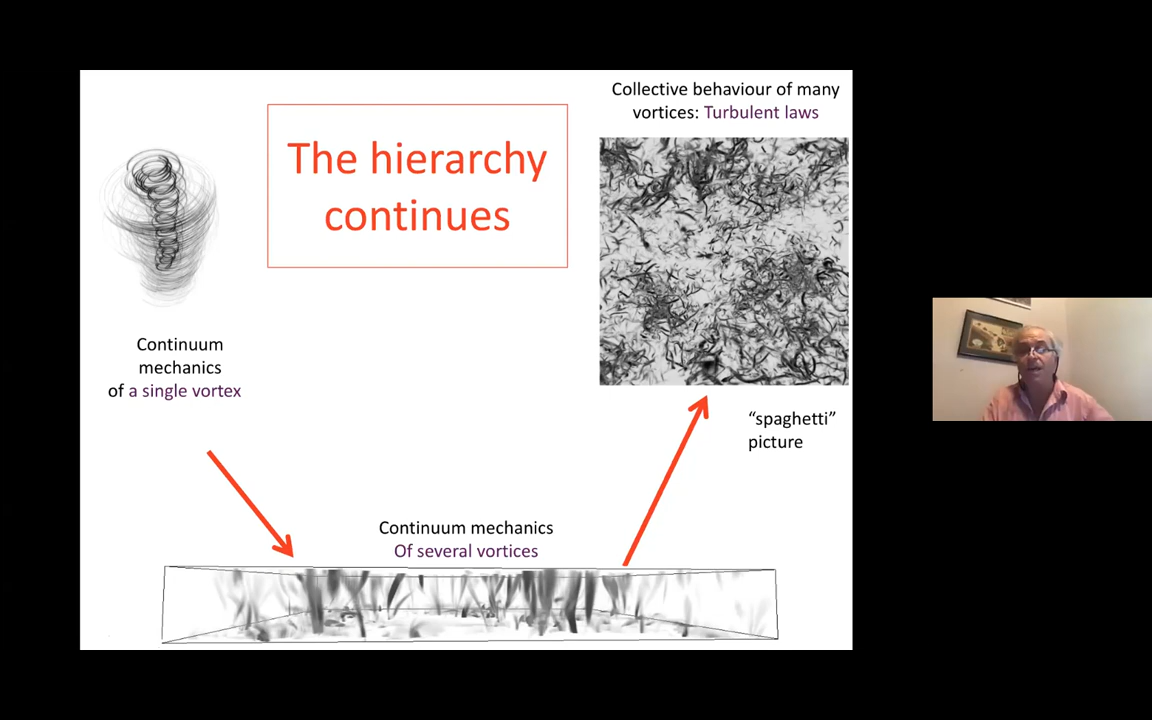 The hierarchy
continues
Collective behaviour of many
vortices: Turbulent laws
Continuum
mechanics
of a single vortex
“spaghetti”
picture
Continuum mechanics
Of several vortices